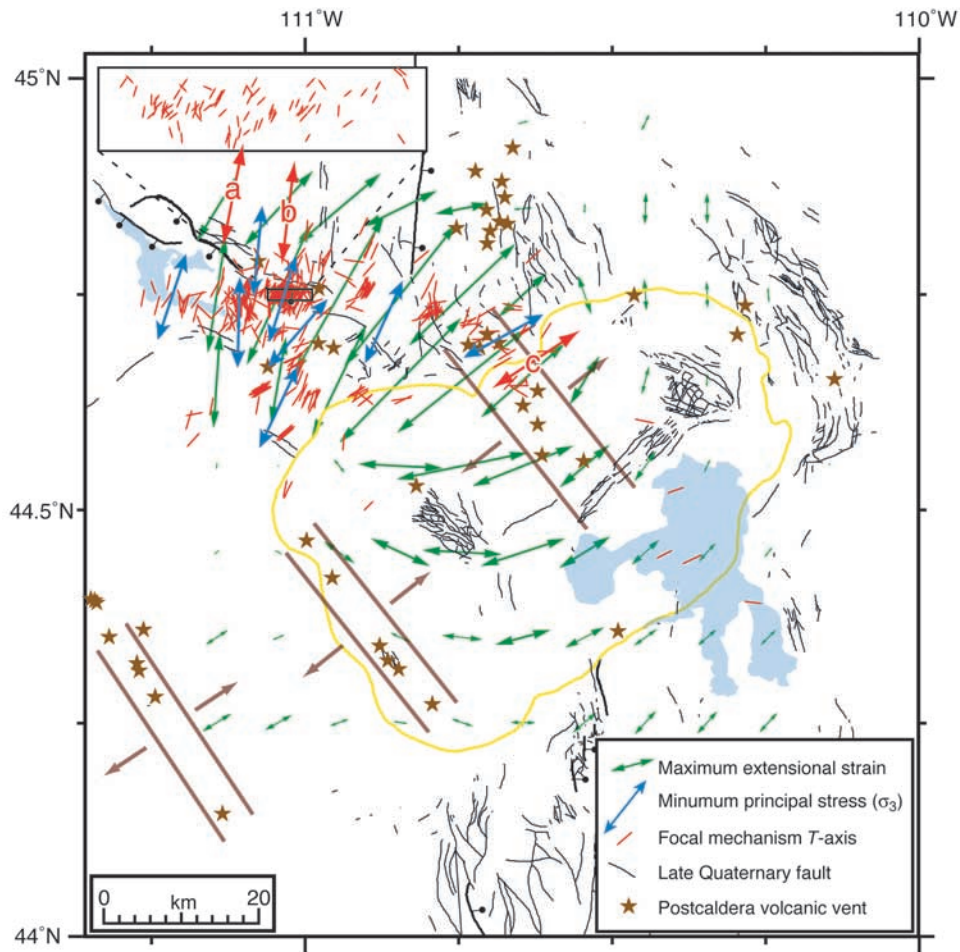 111°W 110°W
45°N
a
b
c
44.5°N
Maximum extensional strain
Minumum principal stress (σ3)
Focal mechanism T-axis
Late Quaternary fault
Postcaldera volcanic vent
0 km 20
44°N